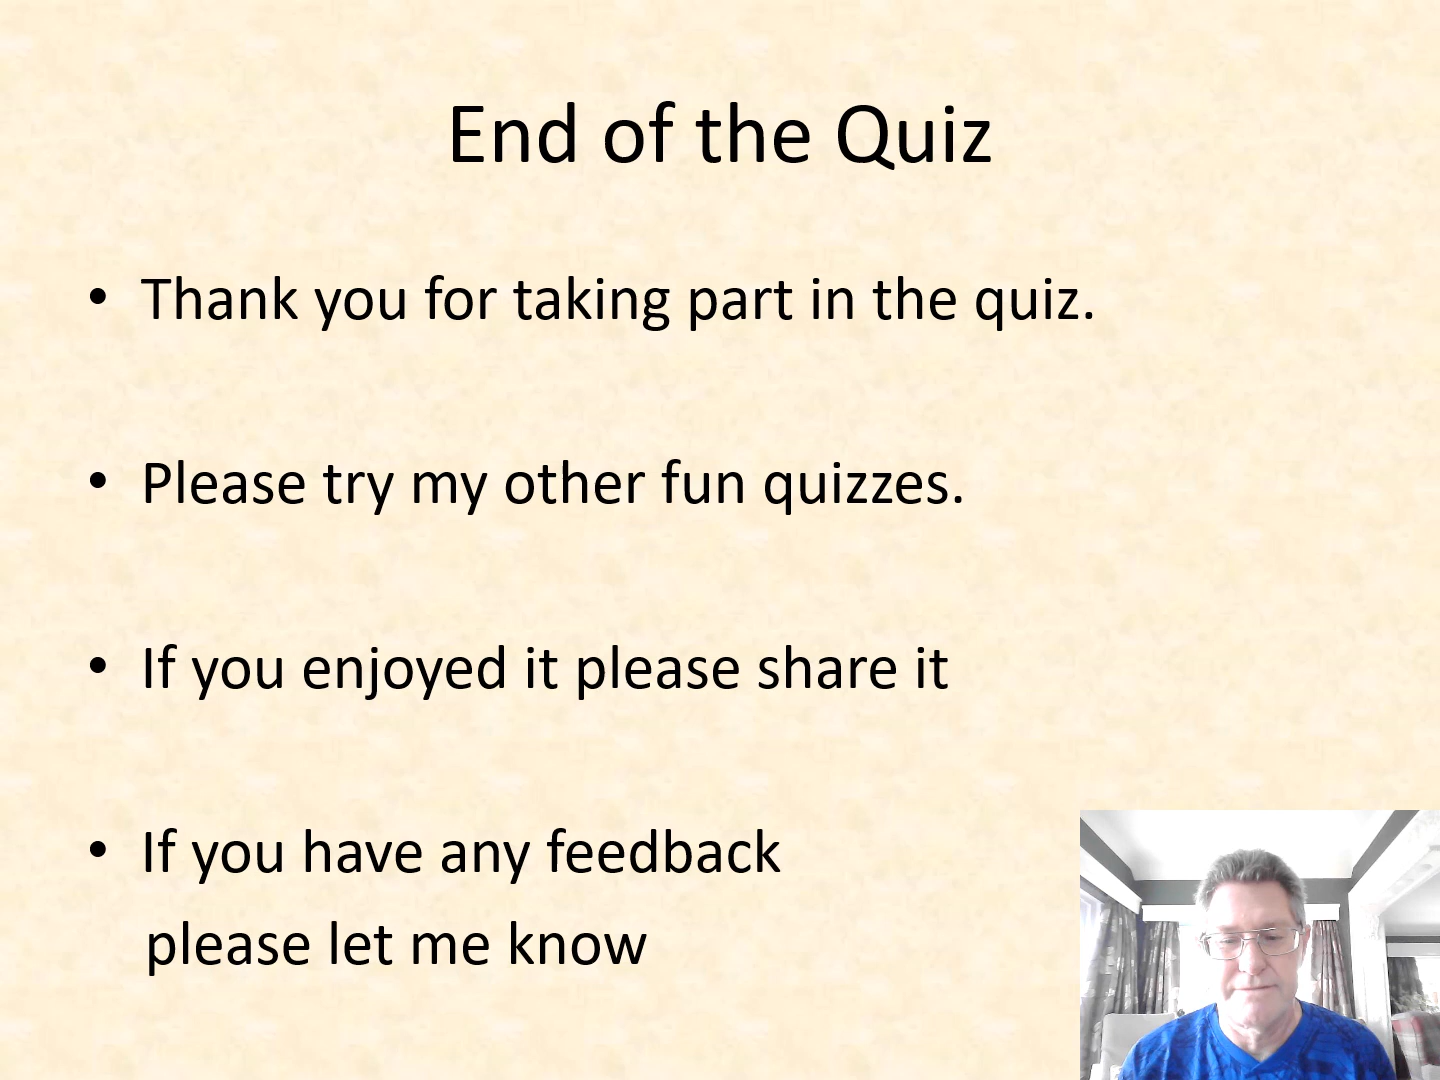 End of the Quiz
• Thank you for taking part in the quiz.
• Please try my other fun quizzes.
• If you enjoyed it please share it
• If you have any feedback
please let me know